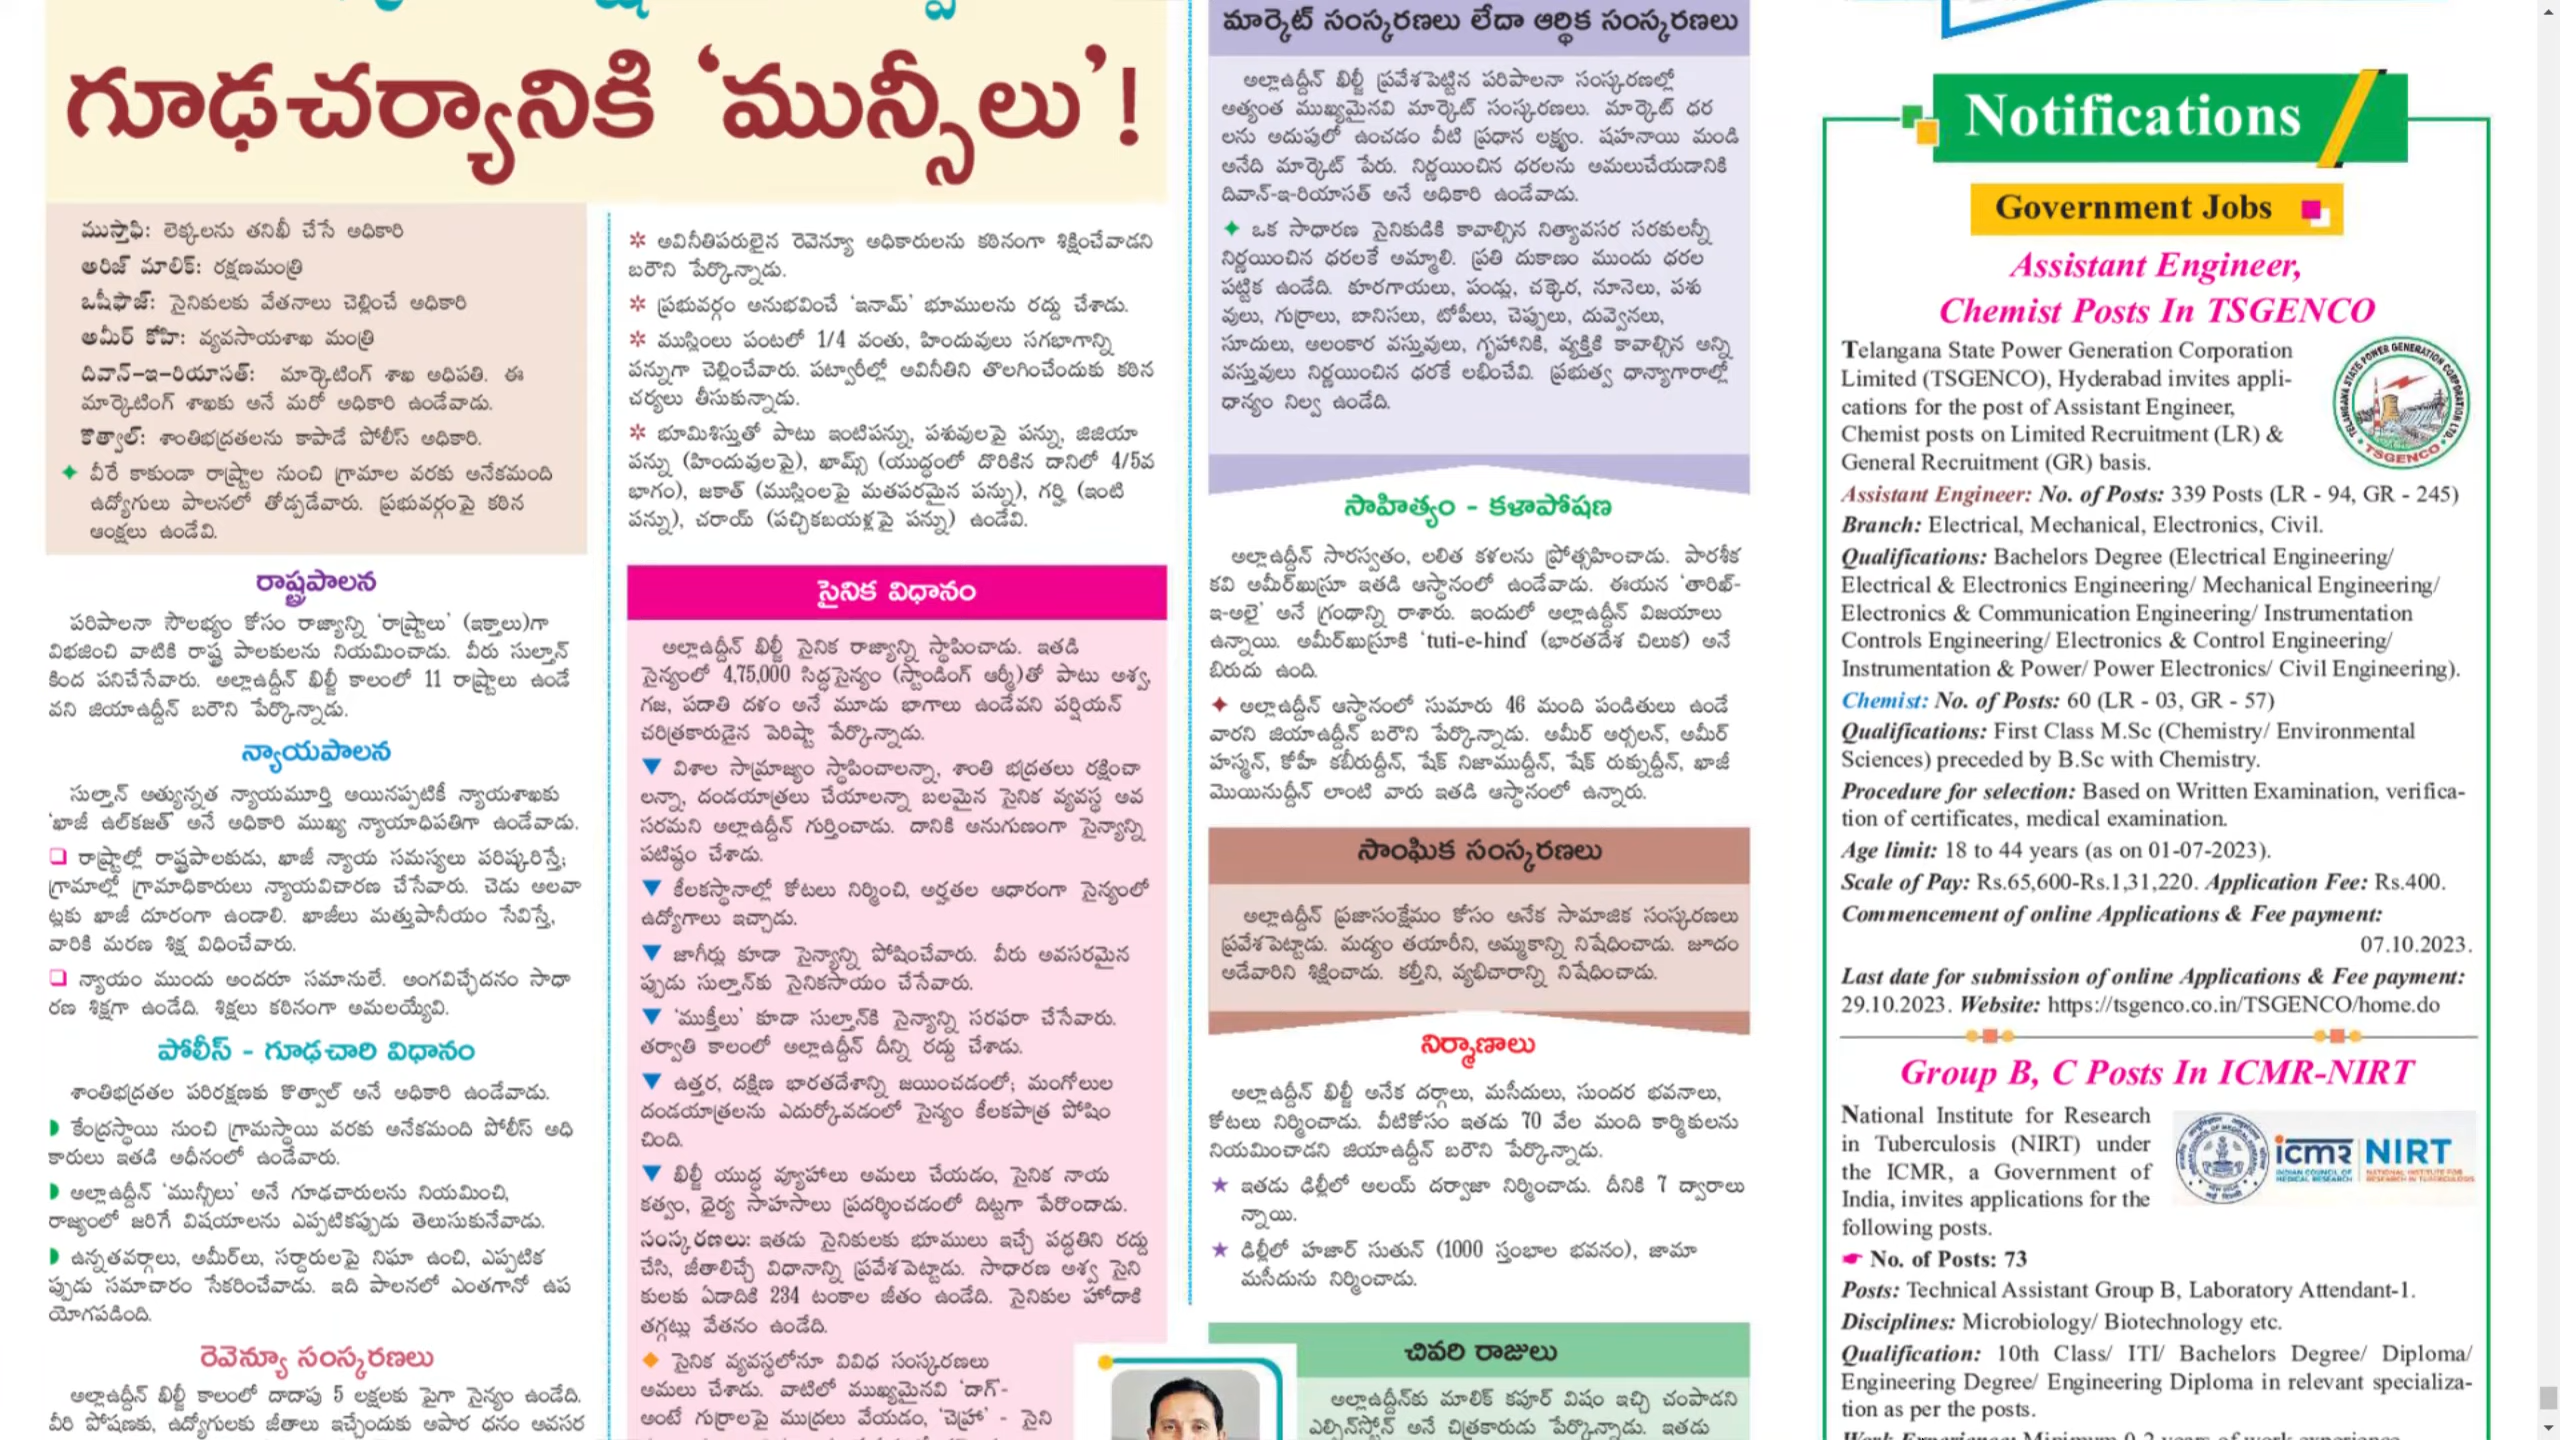 గూఢచర్యానికి ‘మున్సీలు’!
ముస్తాఫి: లెక్కలను తనిఖీ చేసే అధికారి
అరిజ్ మాలిక్: రక్షణమంత్రి
ఒషిఫౌజ్: సైనికులకు వేతనాలు చెల్లించే అధికారి
అమీర్ కోహి: వ్యవసాయశాఖ మంత్రి
దివాన్-ఇ-రియాసత్: మార్కెటింగ్ శాఖ అధిపతి. ఈ
మార్కెటింగ్ శాఖకు అనే మరో అధికారి ఉండేవాడు.
కొత్వాల్: శాంతిభద్రతలను కాపాడే పోలీస్ అధికారి.
✦ వీరే కాకుండా రాష్ట్రాల నుంచి గ్రామాల వరకు అనేకమంది
ఉద్యోగులు పాలనలో తోడ్పడేవారు. ప్రభువర్గంపై కఠిన
ఆంక్షలు ఉండేవి.
రాష్ట్రపాలన
పరిపాలనా సౌలభ్యం కోసం రాజ్యాన్ని ‘రాష్ట్రాలు’ (ఇక్తాలు)గా
విభజించి వాటికి రాష్ట్ర పాలకులను నియమించాడు. వీరు సుల్తాన్
కింద పనిచేసేవారు. అల్లాఉద్దీన్ ఖిల్జీ కాలంలో 11 రాష్ట్రాలు ఉండే
వని జియాఉద్దీన్ బరౌని పేర్కొన్నాడు.
న్యాయపాలన
సుల్తాన్ అత్యున్నత న్యాయమూర్తి అయినప్పటికీ న్యాయశాఖకు
‘ఖాజీ ఉల్‌కజత్’ అనే అధికారి ముఖ్య న్యాయాధిపతిగా ఉండేవాడు.
❑ రాష్ట్రాల్లో రాష్ట్రపాలకుడు, ఖాజీ న్యాయ సమస్యలు పరిష్కరిస్తే;
గ్రామాల్లో గ్రామాధికారులు న్యాయవిచారణ చేసేవారు. చెడు అలవా
ట్లకు ఖాజీ దూరంగా ఉండాలి. ఖాజీలు మత్తుపానీయం సేవిస్తే,
వారికి మరణ శిక్ష విధించేవారు.
❑ న్యాయం ముందు అందరూ సమానులే. అంగవిచ్ఛేదనం సాధా
రణ శిక్షగా ఉండేది. శిక్షలు కఠినంగా అమలయ్యేవి.
పోలీస్ - గూఢచారి విధానం
శాంతిభద్రతల పరిరక్షణకు కొత్వాల్ అనే అధికారి ఉండేవాడు.
కేంద్రస్థాయి నుంచి గ్రామస్థాయి వరకు అనేకమంది పోలీస్ అధి
కారులు ఇతడి అధీనంలో ఉండేవారు.
అల్లాఉద్దీన్ ‘మున్సీలు’ అనే గూఢచారులను నియమించి,
రాజ్యంలో జరిగే విషయాలను ఎప్పటికప్పుడు తెలుసుకునేవాడు.
ఉన్నతవర్గాలు, అమీర్‌లు, సర్దారులపై నిఘా ఉంచి, ఎప్పటిక
ప్పుడు సమాచారం సేకరించేవాడు. ఇది పాలనలో ఎంతగానో ఉప
యోగపడింది.
రెవెన్యూ సంస్కరణలు
అల్లాఉద్దీన్ ఖిల్జీ కాలంలో దాదాపు 5 లక్షలకు పైగా సైన్యం ఉండేది.
వీరి పోషణకు, ఉద్యోగులకు జీతాలు ఇచ్చేందుకు అపార ధనం అవసర
✲ అవినీతిపరులైన రెవెన్యూ అధికారులను కఠినంగా శిక్షించేవాడని
బరౌని పేర్కొన్నాడు.
✲ ప్రభువర్గం అనుభవించే ‘ఇనామ్’ భూములను రద్దు చేశాడు.
✲ ముస్లింలు పంటలో 1/4 వంతు, హిందువులు సగభాగాన్ని
పన్నుగా చెల్లించేవారు. పట్వారీల్లో అవినీతిని తొలగించేందుకు కఠిన
చర్యలు తీసుకున్నాడు.
✲ భూమిశిస్తుతో పాటు ఇంటిపన్ను, పశువులపై పన్ను, జిజియా
పన్ను (హిందువులపై), ఖామ్స్ (యుద్ధంలో దొరికిన దానిలో 4/5వ
భాగం), జకాత్ (ముస్లింలపై మతపరమైన పన్ను), గర్హి (ఇంటి
పన్ను), చరాయ్ (పచ్చికబయళ్లపై పన్ను) ఉండేవి.
సైనిక విధానం
అల్లాఉద్దీన్ ఖిల్జీ సైనిక రాజ్యాన్ని స్థాపించాడు. ఇతడి
సైన్యంలో 4,75,000 సిద్ధసైన్యం (స్టాండింగ్ ఆర్మీ)తో పాటు అశ్వ,
గజ, పదాతి దళం అనే మూడు భాగాలు ఉండేవని పర్షియన్
చరిత్రకారుడైన పెరిష్టా పేర్కొన్నాడు.
▼ విశాల సామ్రాజ్యం స్థాపించాలన్నా, శాంతి భద్రతలు రక్షించా
లన్నా, దండయాత్రలు చేయాలన్నా బలమైన సైనిక వ్యవస్థ అవ
సరమని అల్లాఉద్దీన్ గుర్తించాడు. దానికి అనుగుణంగా సైన్యాన్ని
పటిష్ఠం చేశాడు.
▼ కీలకస్థానాల్లో కోటలు నిర్మించి, అర్హతల ఆధారంగా సైన్యంలో
ఉద్యోగాలు ఇచ్చాడు.
▼ జాగీర్లు కూడా సైన్యాన్ని పోషించేవారు. వీరు అవసరమైన
ప్పుడు సుల్తాన్‌కు సైనికసాయం చేసేవారు.
▼ ‘ముక్తీలు’ కూడా సుల్తాన్‌కి సైన్యాన్ని సరఫరా చేసేవారు.
తర్వాతి కాలంలో అల్లాఉద్దీన్ దీన్ని రద్దు చేశాడు.
▼ ఉత్తర, దక్షిణ భారతదేశాన్ని జయించడంలో; మంగోలుల
దండయాత్రలను ఎదుర్కోవడంలో సైన్యం కీలకపాత్ర పోషిం
చింది.
▼ ఖిల్జీ యుద్ధ వ్యూహాలు అమలు చేయడం, సైనిక నాయ
కత్వం, ధైర్య సాహసాలు ప్రదర్శించడంలో దిట్టగా పేరొందాడు.
సంస్కరణలు: ఇతడు సైనికులకు భూములు ఇచ్చే పద్ధతిని రద్దు
చేసి, జీతాలిచ్చే విధానాన్ని ప్రవేశపెట్టాడు. సాధారణ అశ్వ సైని
కులకు ఏడాదికి 234 టంకాల జీతం ఉండేది. సైనికుల హోదాకి
తగ్గట్లు వేతనం ఉండేది.
◆ సైనిక వ్యవస్థలోనూ వివిధ సంస్కరణలు
అమలు చేశాడు. వాటిలో ముఖ్యమైనవి ‘దాగ్’-
అంటే గుర్రాలపై ముద్రలు వేయడం, ‘చెహ్రా’ - సైని
మార్కెట్ సంస్కరణలు లేదా ఆర్థిక సంస్కరణలు
అల్లాఉద్దీన్ ఖిల్జీ ప్రవేశపెట్టిన పరిపాలనా సంస్కరణల్లో
అత్యంత ముఖ్యమైనవి మార్కెట్ సంస్కరణలు. మార్కెట్ ధర
లను అదుపులో ఉంచడం వీటి ప్రధాన లక్ష్యం. షహనాయి మండి
అనేది మార్కెట్ పేరు. నిర్ణయించిన ధరలను అమలుచేయడానికి
దివాన్-ఇ-రియాసత్ అనే అధికారి ఉండేవాడు.
✦ ఒక సాధారణ సైనికుడికి కావాల్సిన నిత్యావసర సరకులన్నీ
నిర్ణయించిన ధరలకే అమ్మాలి. ప్రతి దుకాణం ముందు ధరల
పట్టిక ఉండేది. కూరగాయలు, పండ్లు, చక్కెర, నూనెలు, పశు
వులు, గుర్రాలు, బానిసలు, టోపీలు, చెప్పులు, దువ్వెనలు,
సూదులు, అలంకార వస్తువులు, గృహానికి, వ్యక్తికి కావాల్సిన అన్ని
వస్తువులు నిర్ణయించిన ధరకే లభించేవి. ప్రభుత్వ ధాన్యాగారాల్లో
ధాన్యం నిల్వ ఉండేది.
సాహిత్యం - కళాపోషణ
అల్లాఉద్దీన్ సారస్వతం, లలిత కళలను ప్రోత్సహించాడు. పారశీక
కవి అమీర్‌ఖుస్రూ ఇతడి ఆస్థానంలో ఉండేవాడు. ఈయన ‘తారిఖ్-
ఇ-అలై’ అనే గ్రంథాన్ని రాశారు. ఇందులో అల్లాఉద్దీన్ విజయాలు
ఉన్నాయి. అమీర్‌ఖుస్రూకి ‘tuti-e-hind’ (భారతదేశ చిలుక) అనే
బిరుదు ఉంది.
✦ అల్లాఉద్దీన్ ఆస్థానంలో సుమారు 46 మంది పండితులు ఉండే
వారని జియాఉద్దీన్ బరౌని పేర్కొన్నాడు. అమీర్ అర్సలన్, అమీర్
హస్మన్, కోహీ కబీరుద్దీన్, షేక్ నిజాముద్దీన్, షేక్ రుక్నుద్దీన్, ఖాజీ
మొయినుద్దీన్ లాంటి వారు ఇతడి ఆస్థానంలో ఉన్నారు.
సాంఘిక సంస్కరణలు
అల్లాఉద్దీన్ ప్రజాసంక్షేమం కోసం అనేక సామాజిక సంస్కరణలు
ప్రవేశపెట్టాడు. మద్యం తయారీని, అమ్మకాన్ని నిషేధించాడు. జూదం
ఆడేవారిని శిక్షించాడు. కల్తీని, వ్యభిచారాన్ని నిషేధించాడు.
నిర్మాణాలు
అల్లాఉద్దీన్ ఖిల్జీ అనేక దర్గాలు, మసీదులు, సుందర భవనాలు,
కోటలు నిర్మించాడు. వీటికోసం ఇతడు 70 వేల మంది కార్మికులను
నియమించాడని జియాఉద్దీన్ బరౌని పేర్కొన్నాడు.
★ ఇతడు ఢిల్లీలో అలయ్ దర్వాజా నిర్మించాడు. దీనికి 7 ద్వారాలు
న్నాయి.
★ ఢిల్లీలో హజార్ సుతున్ (1000 స్తంభాల భవనం), జామా
మసీదును నిర్మించాడు.
చివరి రాజులు
అల్లాఉద్దీన్‌కు మాలిక్ కపూర్ విషం ఇచ్చి చంపాడని
ఎల్ఫిన్‌స్టోన్ అనే చిత్రకారుడు పేర్కొన్నాడు. ఇతడు
Notifications
Government Jobs
Assistant Engineer,
Chemist Posts In TSGENCO
Telangana State Power Generation Corporation
Limited (TSGENCO), Hyderabad invites appli-
cations for the post of Assistant Engineer,
Chemist posts on Limited Recruitment (LR) &
General Recruitment (GR) basis.
TELANGANA STATE POWER GENERATION CORPORATION LTD.
TSGENCO
Assistant Engineer: No. of Posts: 339 Posts (LR - 94, GR - 245)
Branch: Electrical, Mechanical, Electronics, Civil.
Qualifications: Bachelors Degree (Electrical Engineering/
Electrical & Electronics Engineering/ Mechanical Engineering/
Electronics & Communication Engineering/ Instrumentation
Controls Engineering/ Electronics & Control Engineering/
Instrumentation & Power/ Power Electronics/ Civil Engineering).
Chemist: No. of Posts: 60 (LR - 03, GR - 57)
Qualifications: First Class M.Sc (Chemistry/ Environmental
Sciences) preceded by B.Sc with Chemistry.
Procedure for selection: Based on Written Examination, verifica-
tion of certificates, medical examination.
Age limit: 18 to 44 years (as on 01-07-2023).
Scale of Pay: Rs.65,600-Rs.1,31,220. Application Fee: Rs.400.
Commencement of online Applications & Fee payment:
07.10.2023.
Last date for submission of online Applications & Fee payment:
29.10.2023. Website: https://tsgenco.co.in/TSGENCO/home.do
Group B, C Posts In ICMR-NIRT
National Institute for Research
in Tuberculosis (NIRT) under
the ICMR, a Government of
India, invites applications for the
following posts.
icmr NIRT
INDIAN COUNCIL OF
MEDICAL RESEARCH
NATIONAL INSTITUTE FOR
RESEARCH IN TUBERCULOSIS
☛ No. of Posts: 73
Posts: Technical Assistant Group B, Laboratory Attendant-1.
Disciplines: Microbiology/ Biotechnology etc.
Qualification: 10th Class/ ITI/ Bachelors Degree/ Diploma/
Engineering Degree/ Engineering Diploma in relevant specializa-
tion as per the posts.